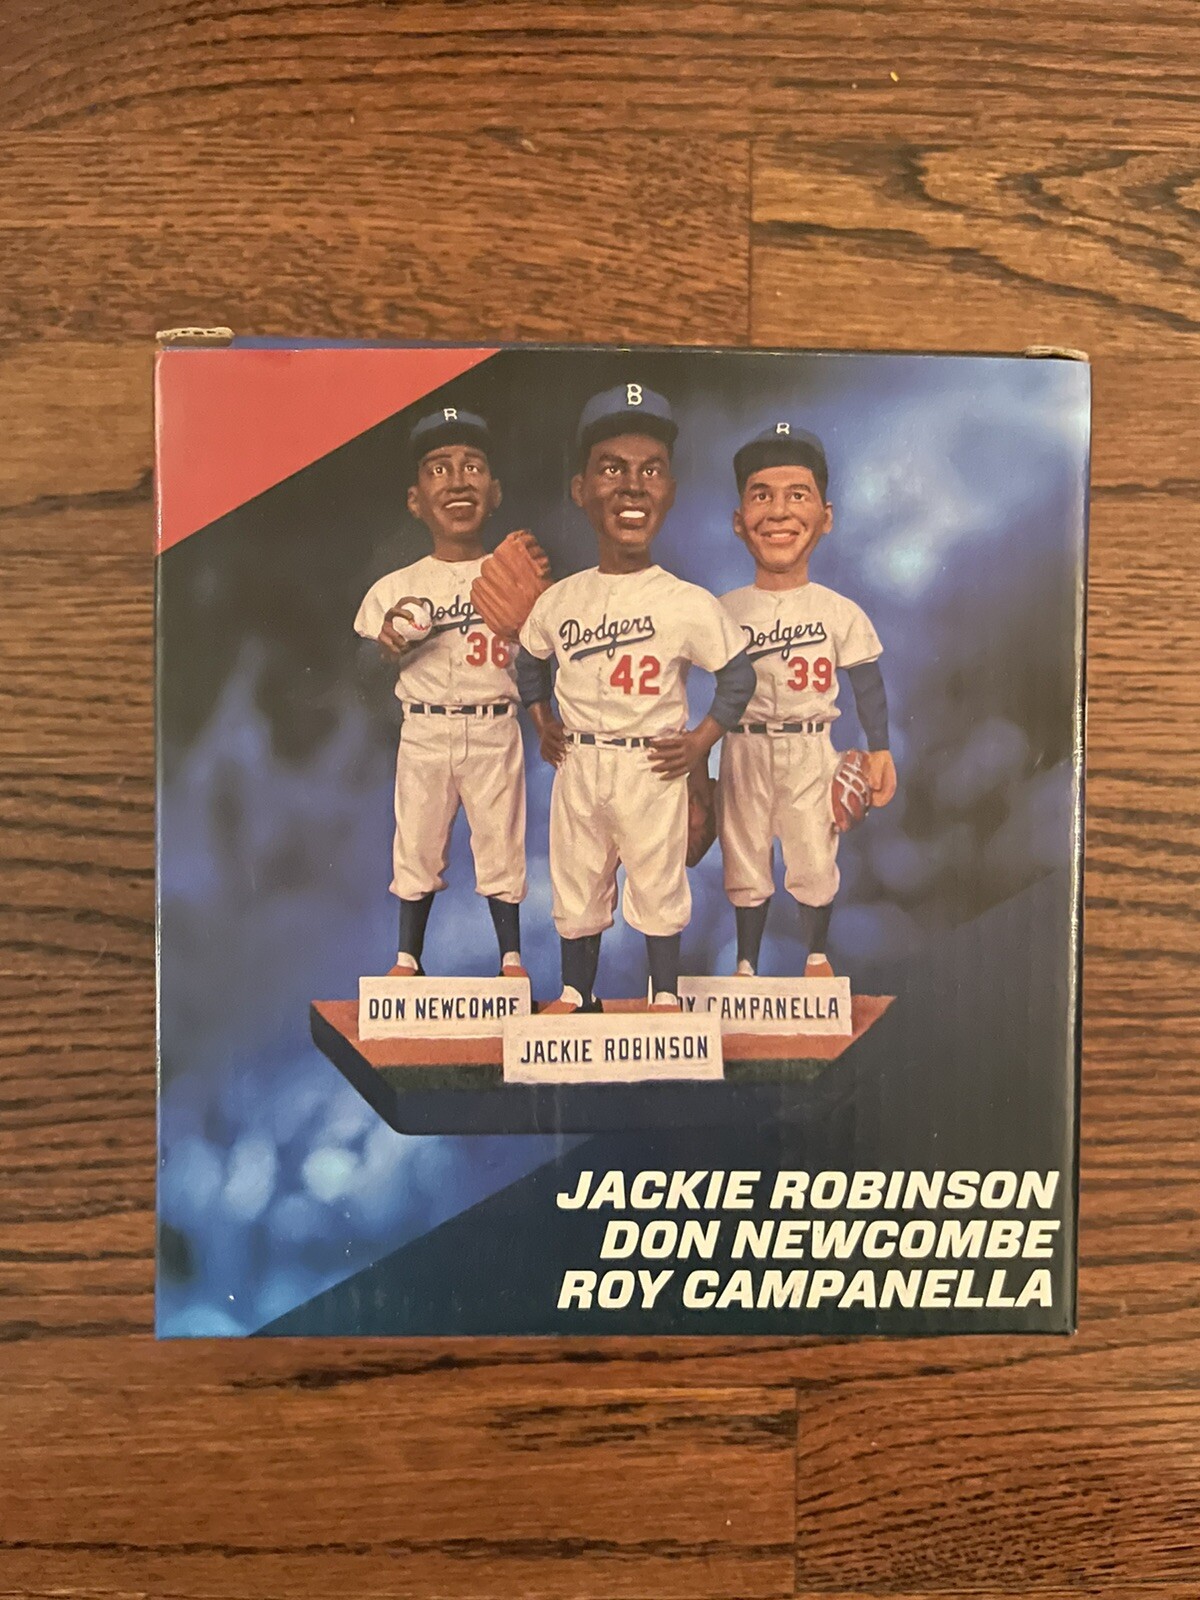 B
B
B
Dodgers
36
Dodgers
42
Dodgers
39
DON NEWCOMBE
CAMPANELLA
JACKIE ROBINSON
JACKIE ROBINSON
DON NEWCOMBE
ROY CAMPANELLA